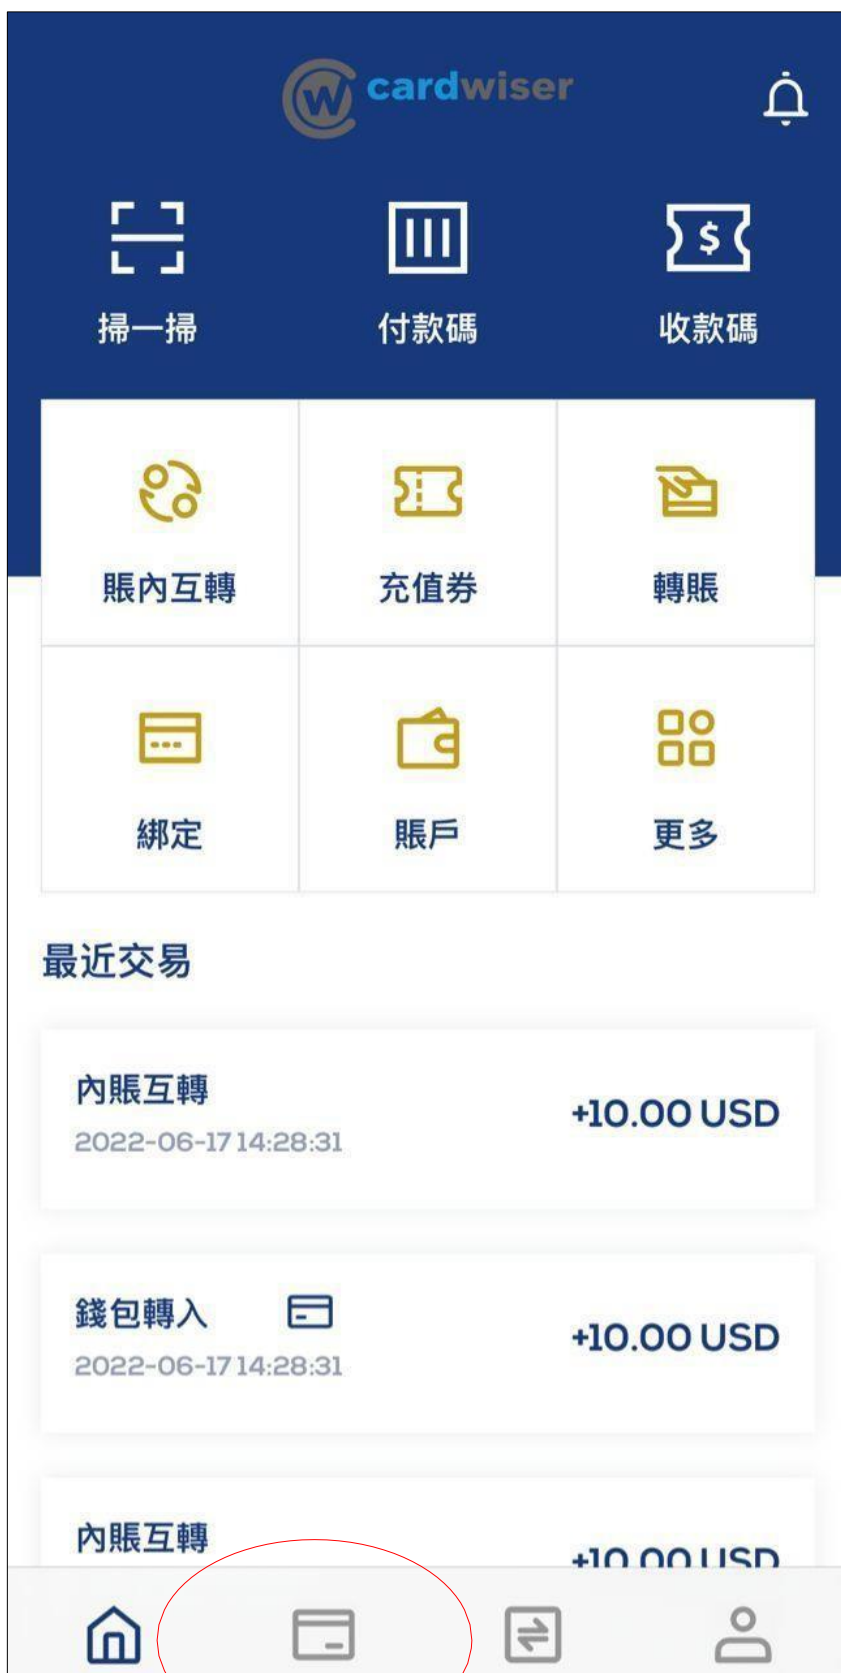 cardwiser
掃一掃 付款碼 收款碼
賬內互轉 充值券 轉賬
綁定 賬戶 更多
最近交易
內賬互轉
+10.00 USD
2022-06-17 14:28:31
錢包轉入
+10.00 USD
2022-06-17 14:28:31
內賬互轉
+10.00 USD